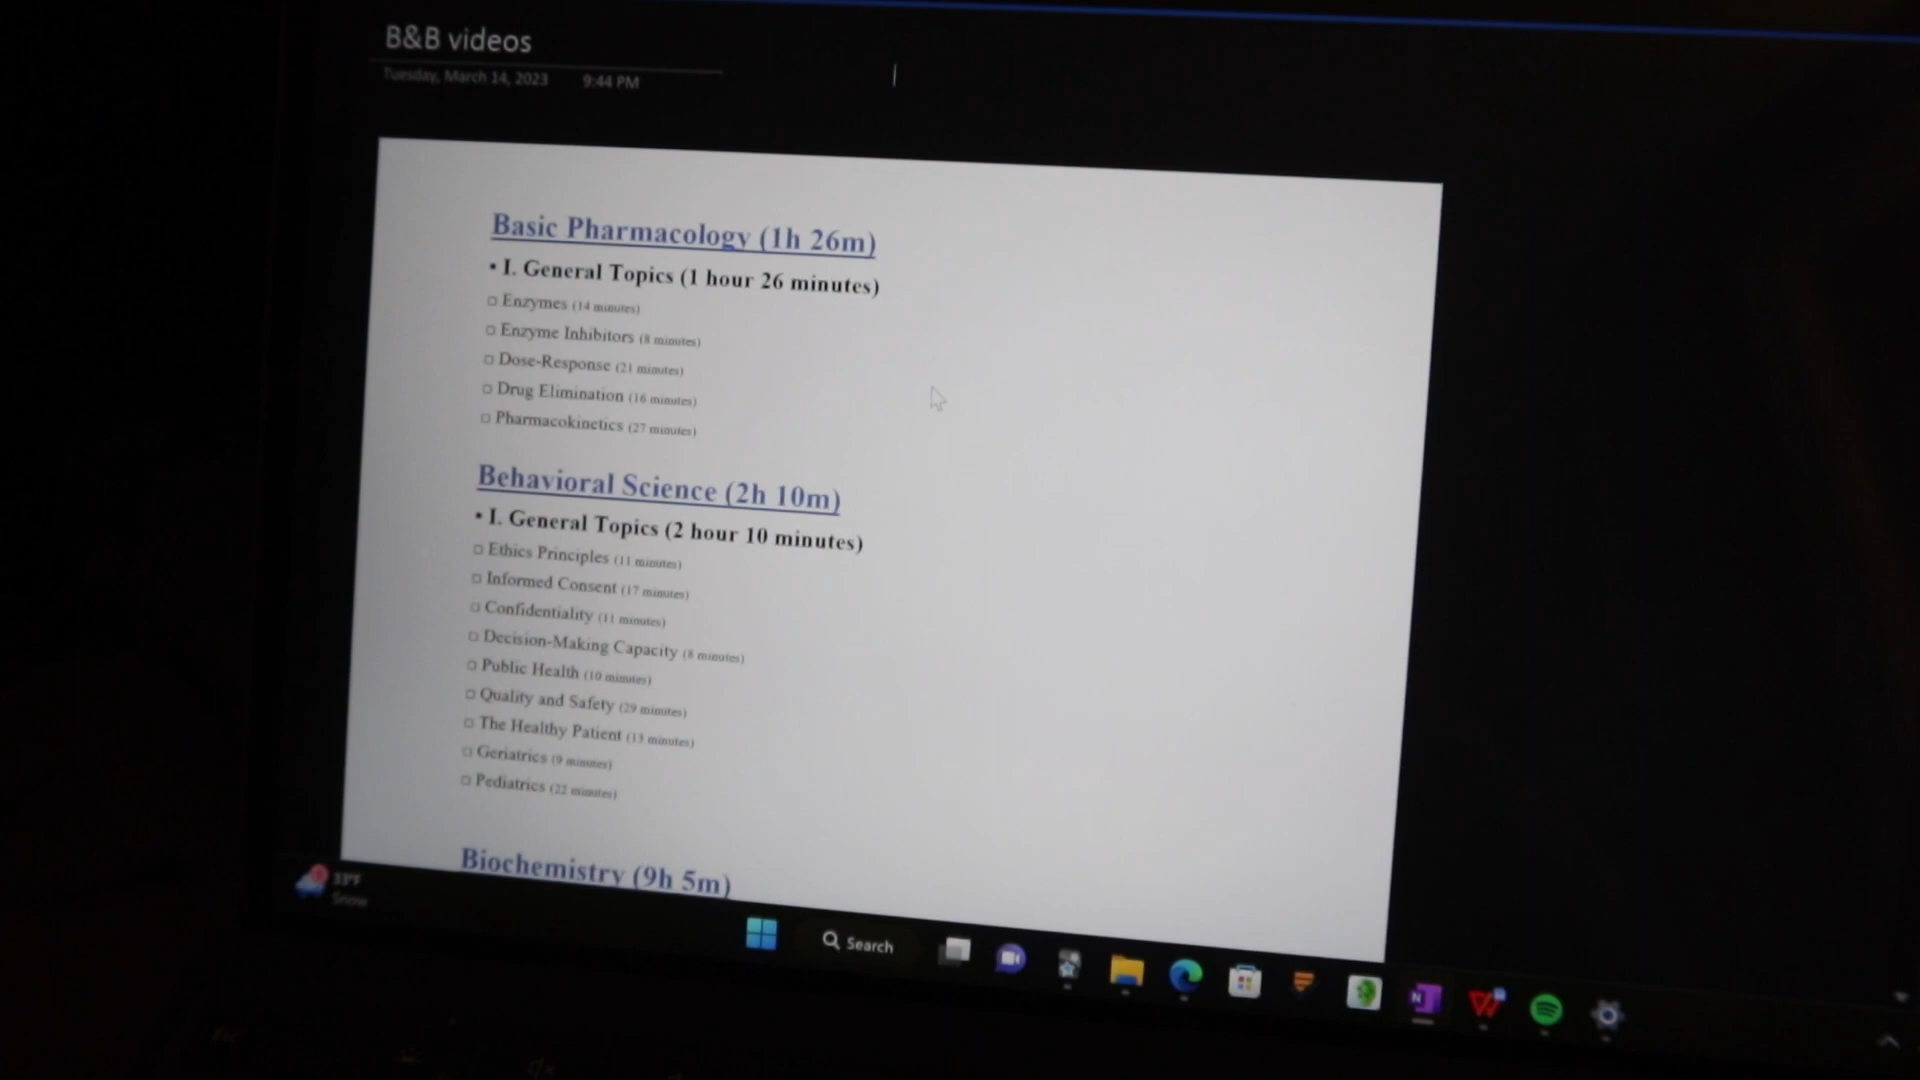 B&B videos
Tuesday, March 14, 2023 9:44 PM
Basic Pharmacology (1h 26m)
• I. General Topics (1 hour 26 minutes)
□ Enzymes (14 minutes)
□ Enzyme Inhibitors (8 minutes)
□ Dose-Response (21 minutes)
□ Drug Elimination (16 minutes)
□ Pharmacokinetics (27 minutes)
Behavioral Science (2h 10m)
• I. General Topics (2 hour 10 minutes)
□ Ethics Principles (11 minutes)
□ Informed Consent (17 minutes)
□ Confidentiality (11 minutes)
□ Decision-Making Capacity (8 minutes)
□ Public Health (10 minutes)
□ Quality and Safety (29 minutes)
□ The Healthy Patient (13 minutes)
□ Geriatrics (9 minutes)
□ Pediatrics (22 minutes)
Biochemistry (9h 5m)
33°F
Snow
Search